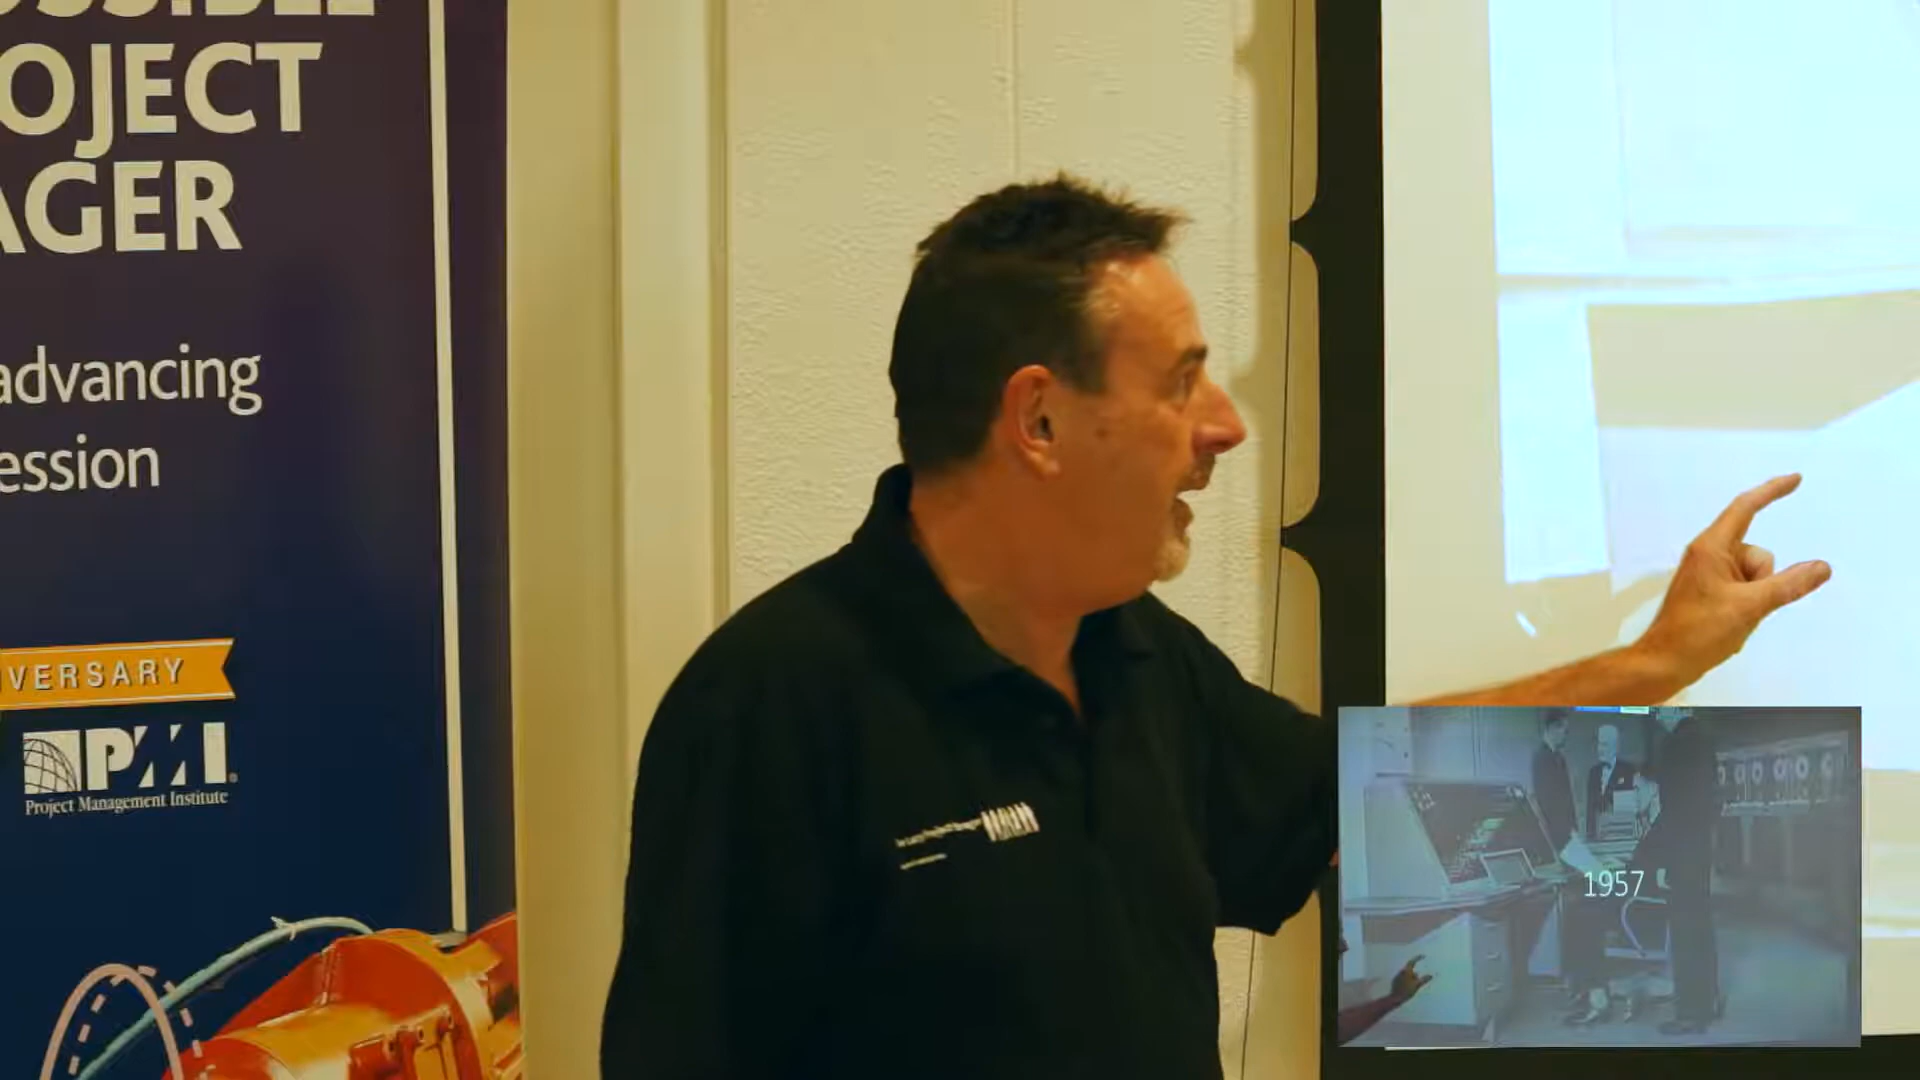 OJECT
AGER
advancing
ession
VERSARY
PMI
Project Management Institute
1957